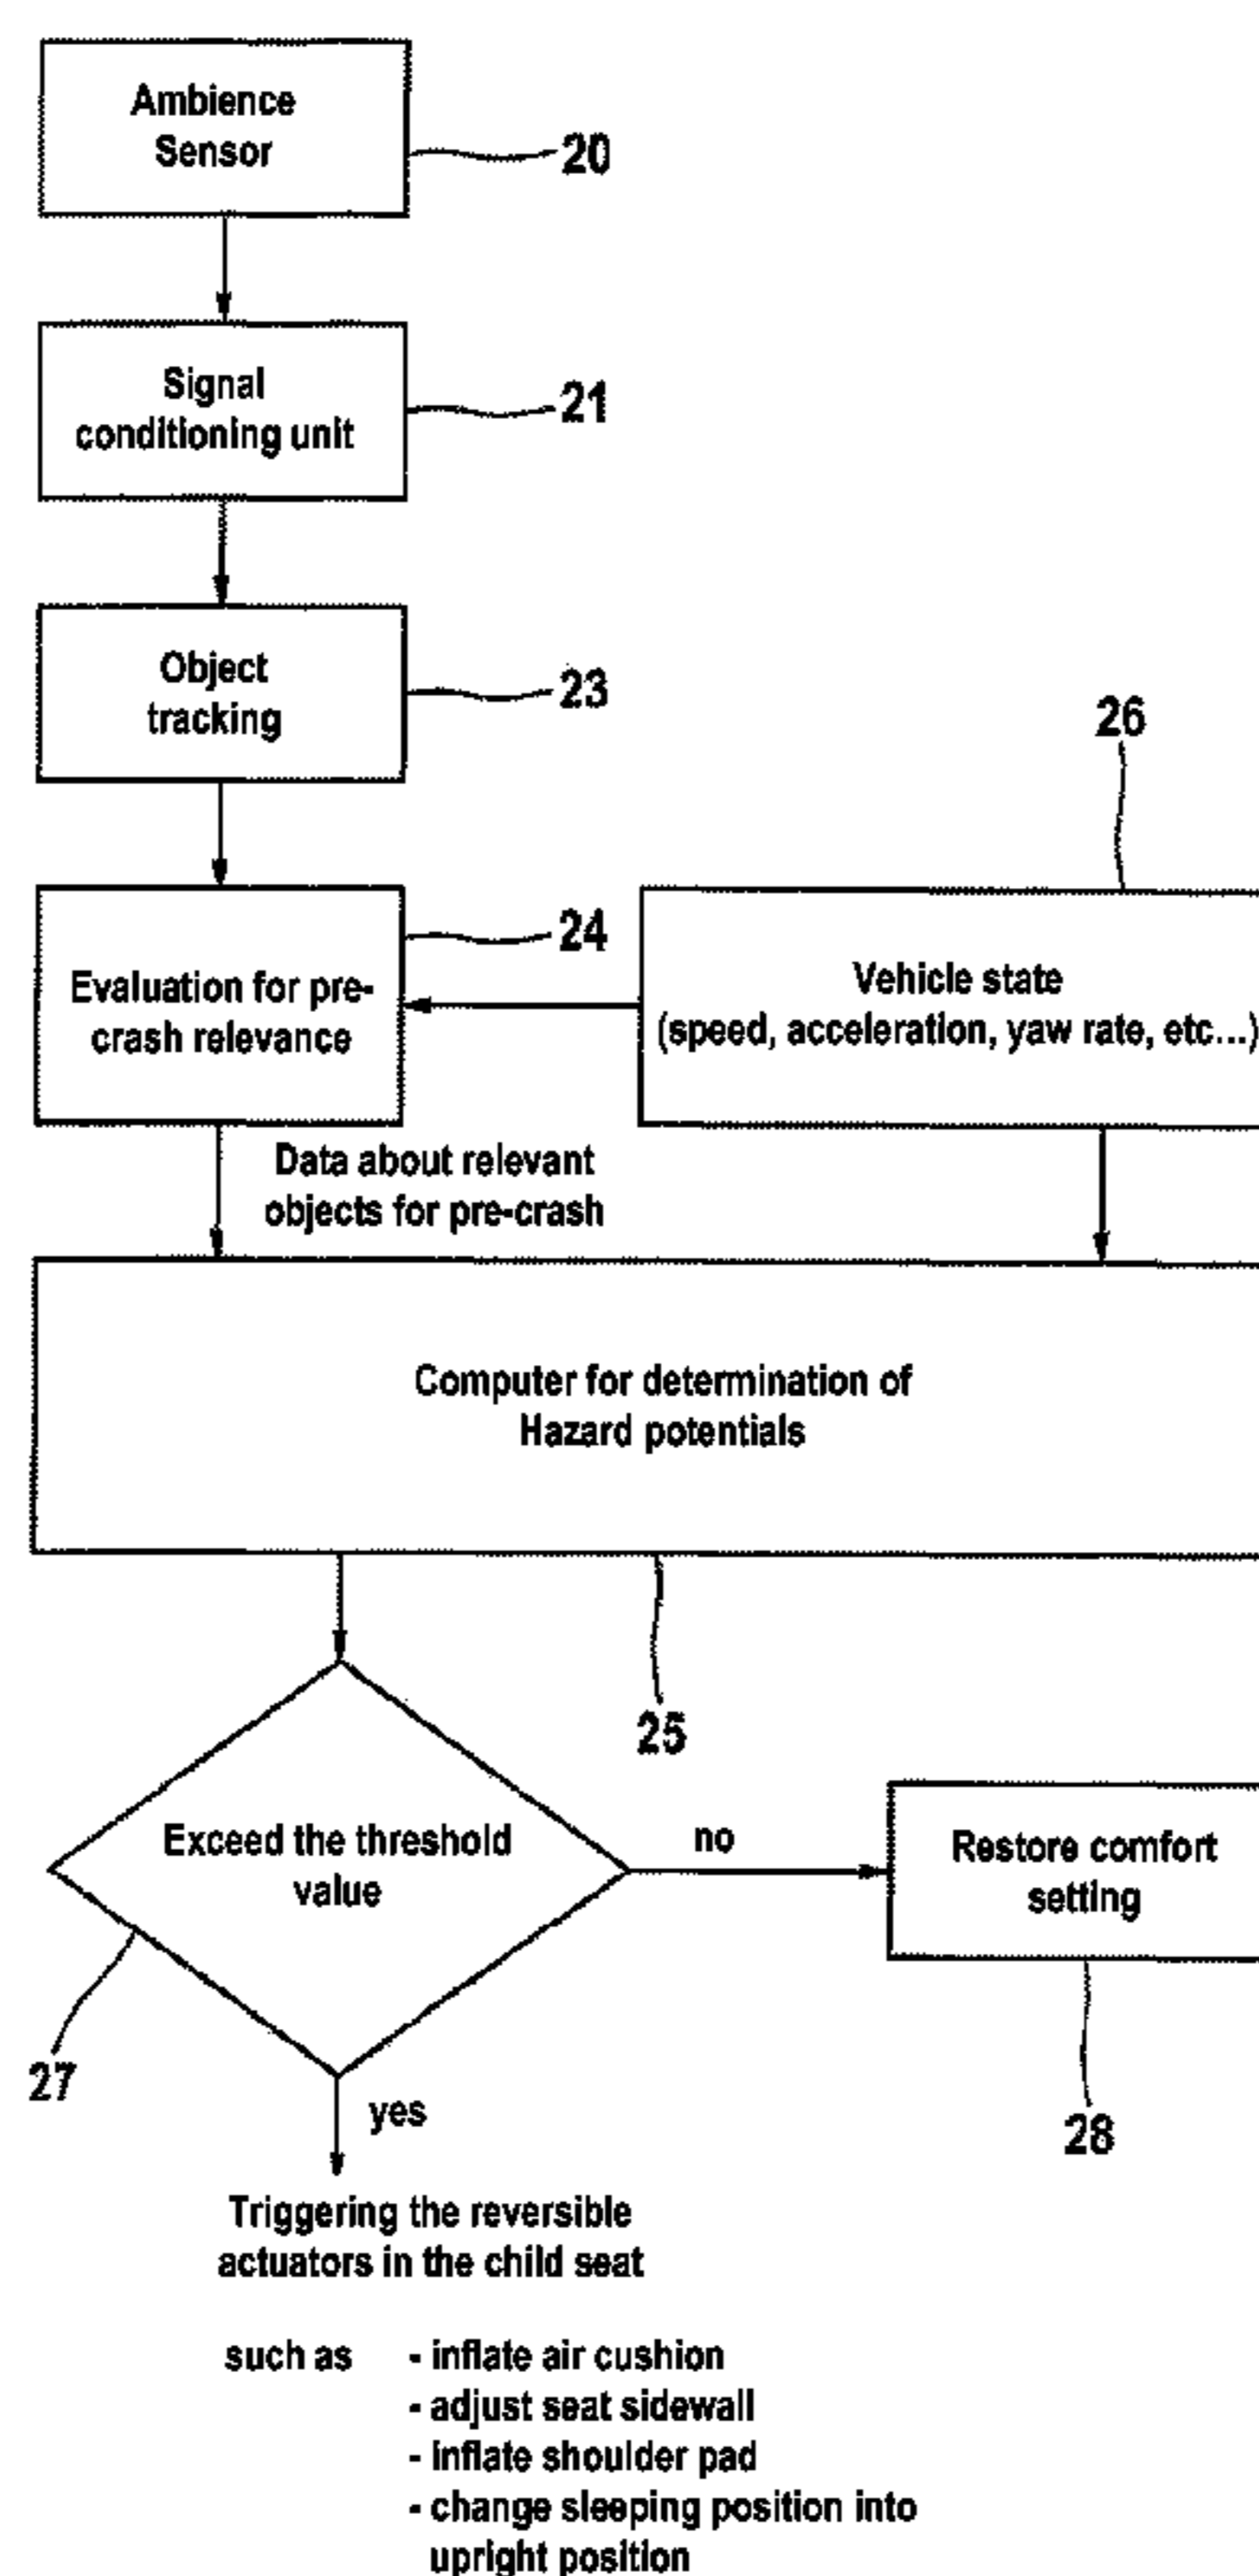 Ambience
Sensor
20
Signal
conditioning unit
21
Object
tracking
23
26
Evaluation for pre-
crash relevance
24
Vehicle state
(speed, acceleration, yaw rate, etc...)
Data about relevant
objects for pre-crash
Computer for determination of
Hazard potentials
25
Exceed the threshold
value
no
Restore comfort
setting
27
28
yes
Triggering the reversible
actuators in the child seat
such as - inflate air cushion
- adjust seat sidewall
- inflate shoulder pad
- change sleeping position into
upright position